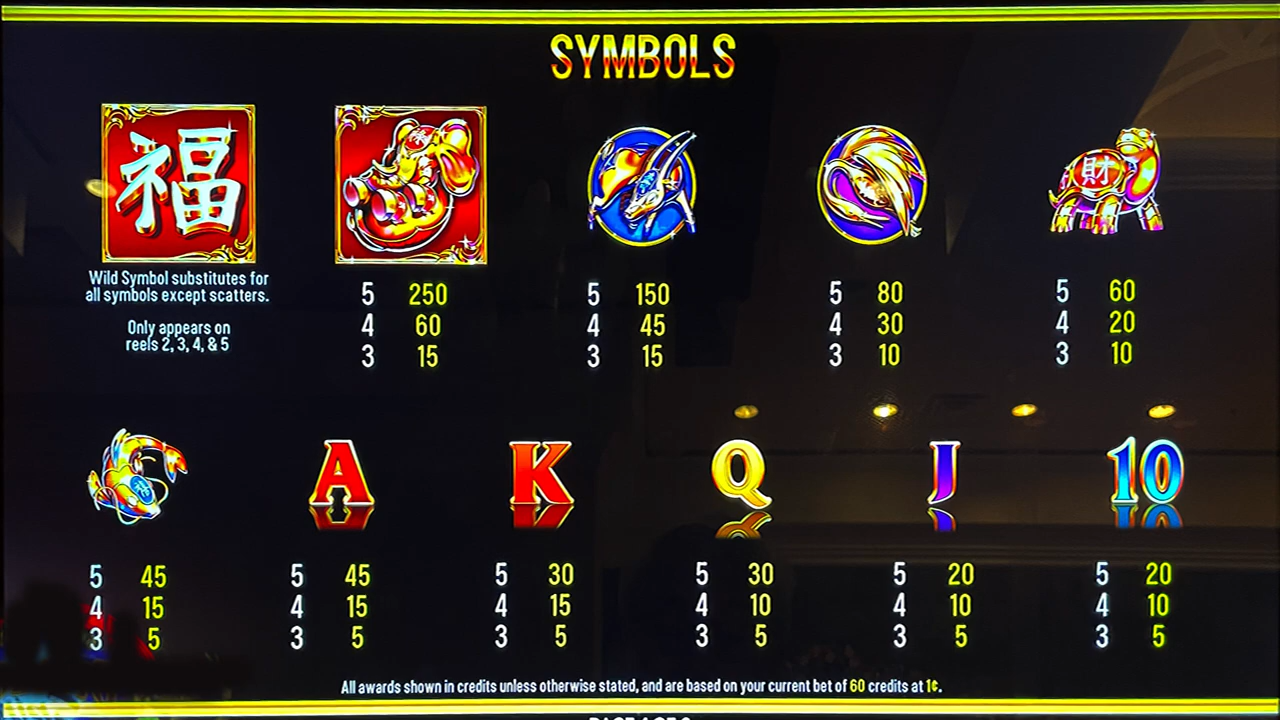 SYMBOLS
福
財
Wild Symbol substitutes for
all symbols except scatters.
Only appears on
reels 2, 3, 4, & 5
5 250
4 60
3 15
5 150
4 45
3 15
5 80
4 30
3 10
5 60
4 20
3 10
A
K
Q
J
10
5 45
4 15
3 5
5 45
4 15
3 5
5 30
4 15
3 5
5 30
4 10
3 5
5 20
4 10
3 5
5 20
4 10
3 5
All awards shown in credits unless otherwise stated, and are based on your current bet of 60 credits at 1¢.